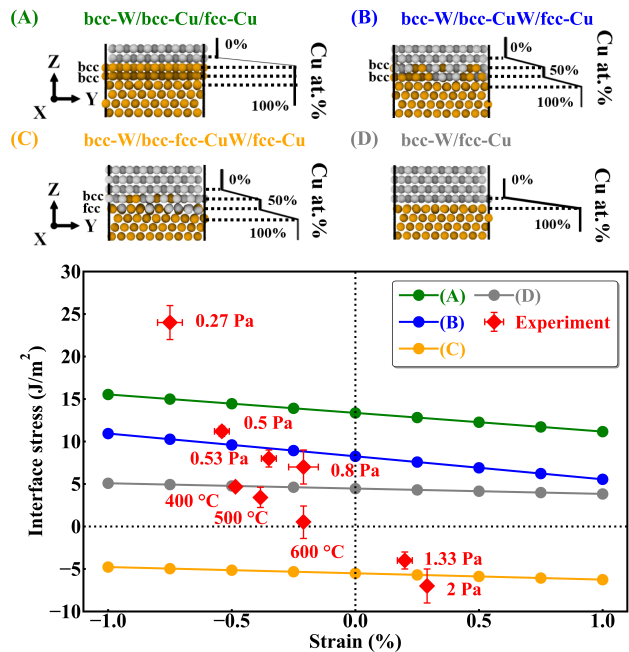 (A) bcc-W/bcc-Cu/fcc-Cu
(B) bcc-W/bcc-CuW/fcc-Cu
Z
X
Y
bcc
bcc
0%
100%
Cu at.%
Z
X
Y
bcc
bcc
0%
50%
100%
Cu at.%
(C) bcc-W/bcc-fcc-CuW/fcc-Cu
(D) bcc-W/fcc-Cu
Z
X
Y
bcc
fcc
0%
50%
100%
Cu at.%
Z
X
Y
0%
100%
Cu at.%
Interface stress (J/m²)
30
25
20
15
10
5
0
−5
−10
(A)
(D)
(B)
Experiment
(C)
0.27 Pa
0.5 Pa
0.53 Pa
0.8 Pa
400 °C
500 °C
600 °C
1.33 Pa
2 Pa
−1.0
−0.5
0.0
0.5
1.0
Strain (%)